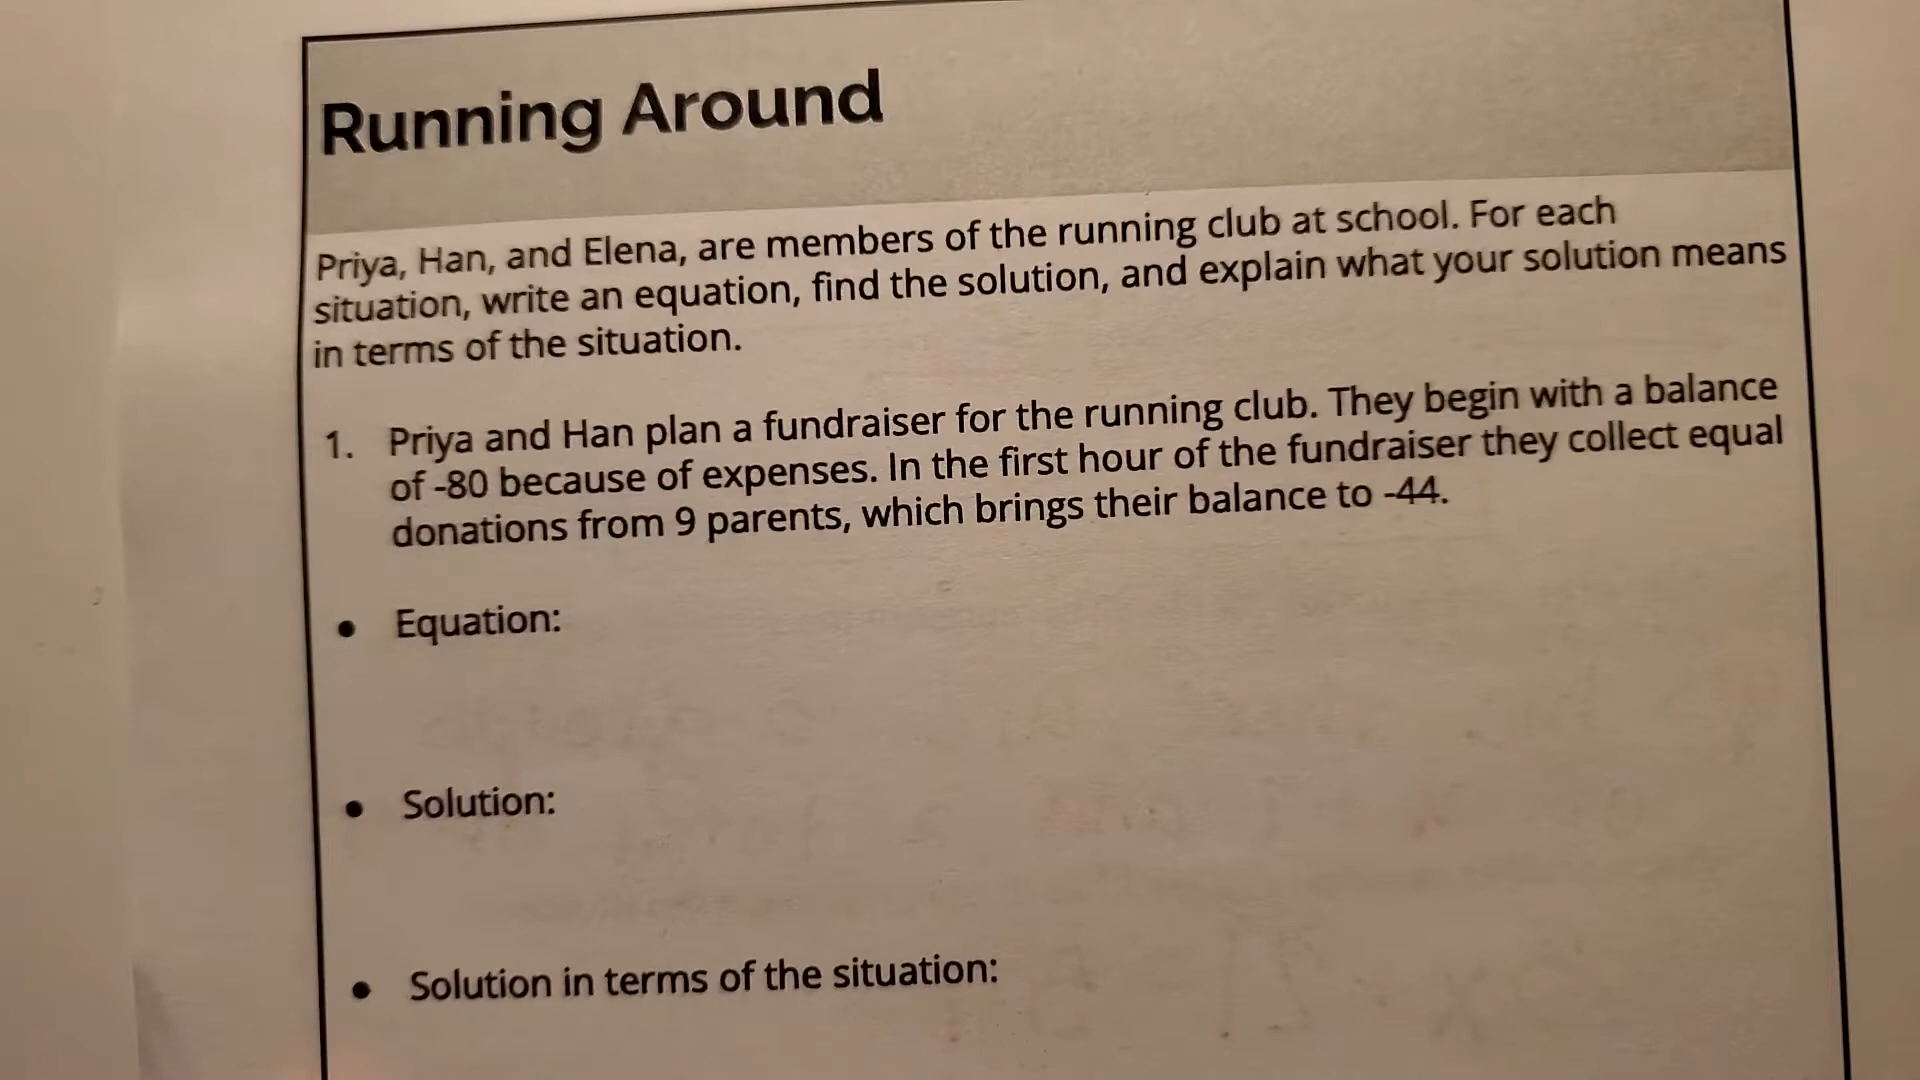 Running Around
Priya, Han, and Elena, are members of the running club at school. For each
situation, write an equation, find the solution, and explain what your solution means
in terms of the situation.
1. Priya and Han plan a fundraiser for the running club. They begin with a balance
of -80 because of expenses. In the first hour of the fundraiser they collect equal
donations from 9 parents, which brings their balance to -44.
• Equation:
• Solution:
• Solution in terms of the situation: